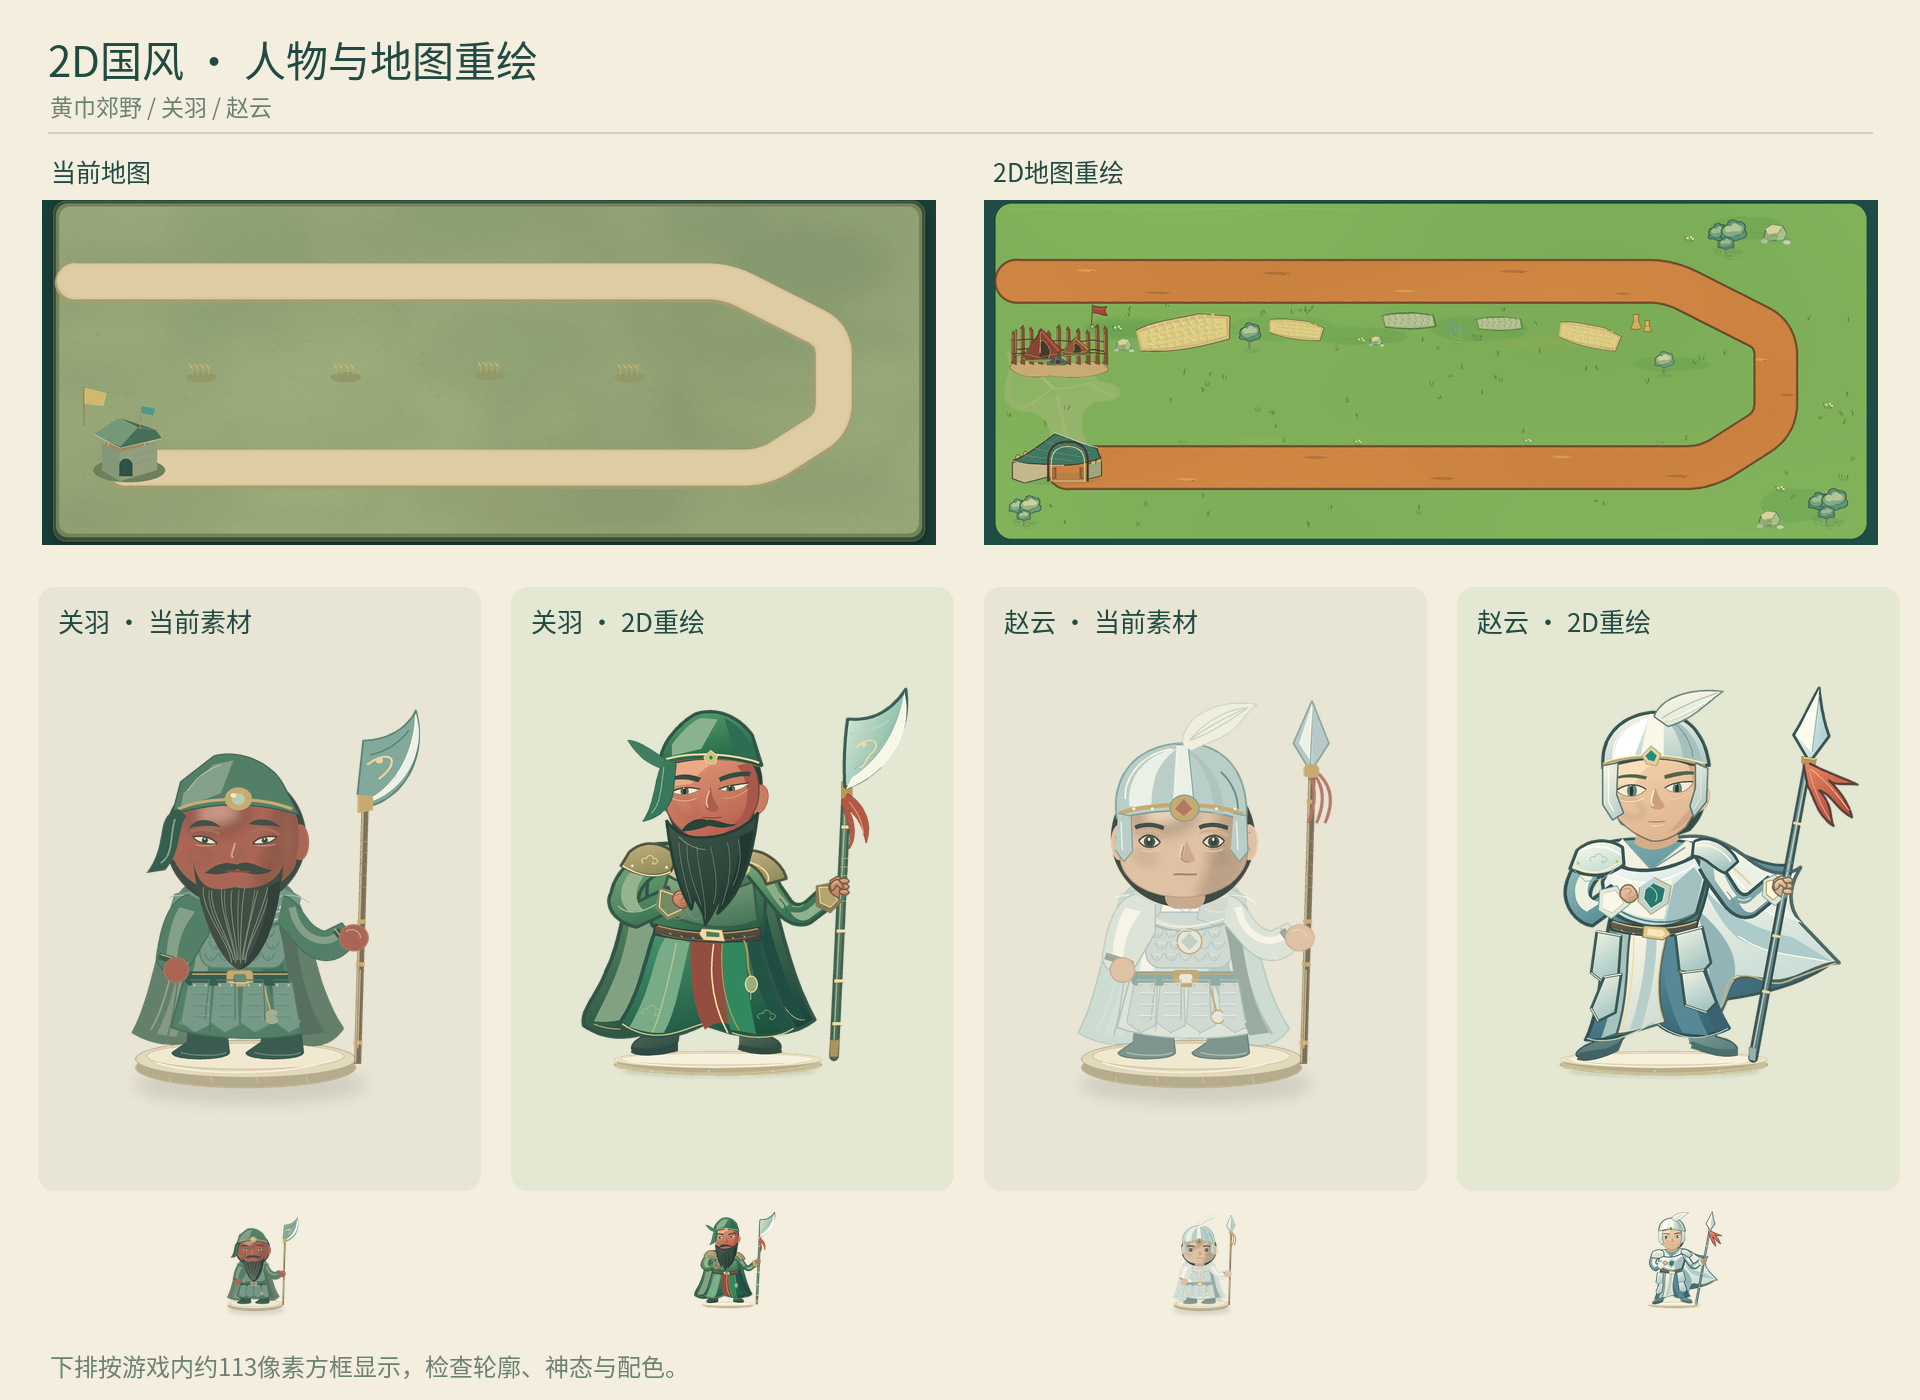 2D国风 · 人物与地图重绘
黄巾郊野 / 关羽 / 赵云
当前地图
2D地图重绘
关羽 · 当前素材
关羽 · 2D重绘
赵云 · 当前素材
赵云 · 2D重绘
下排按游戏内约113像素方框显示，检查轮廓、神态与配色。